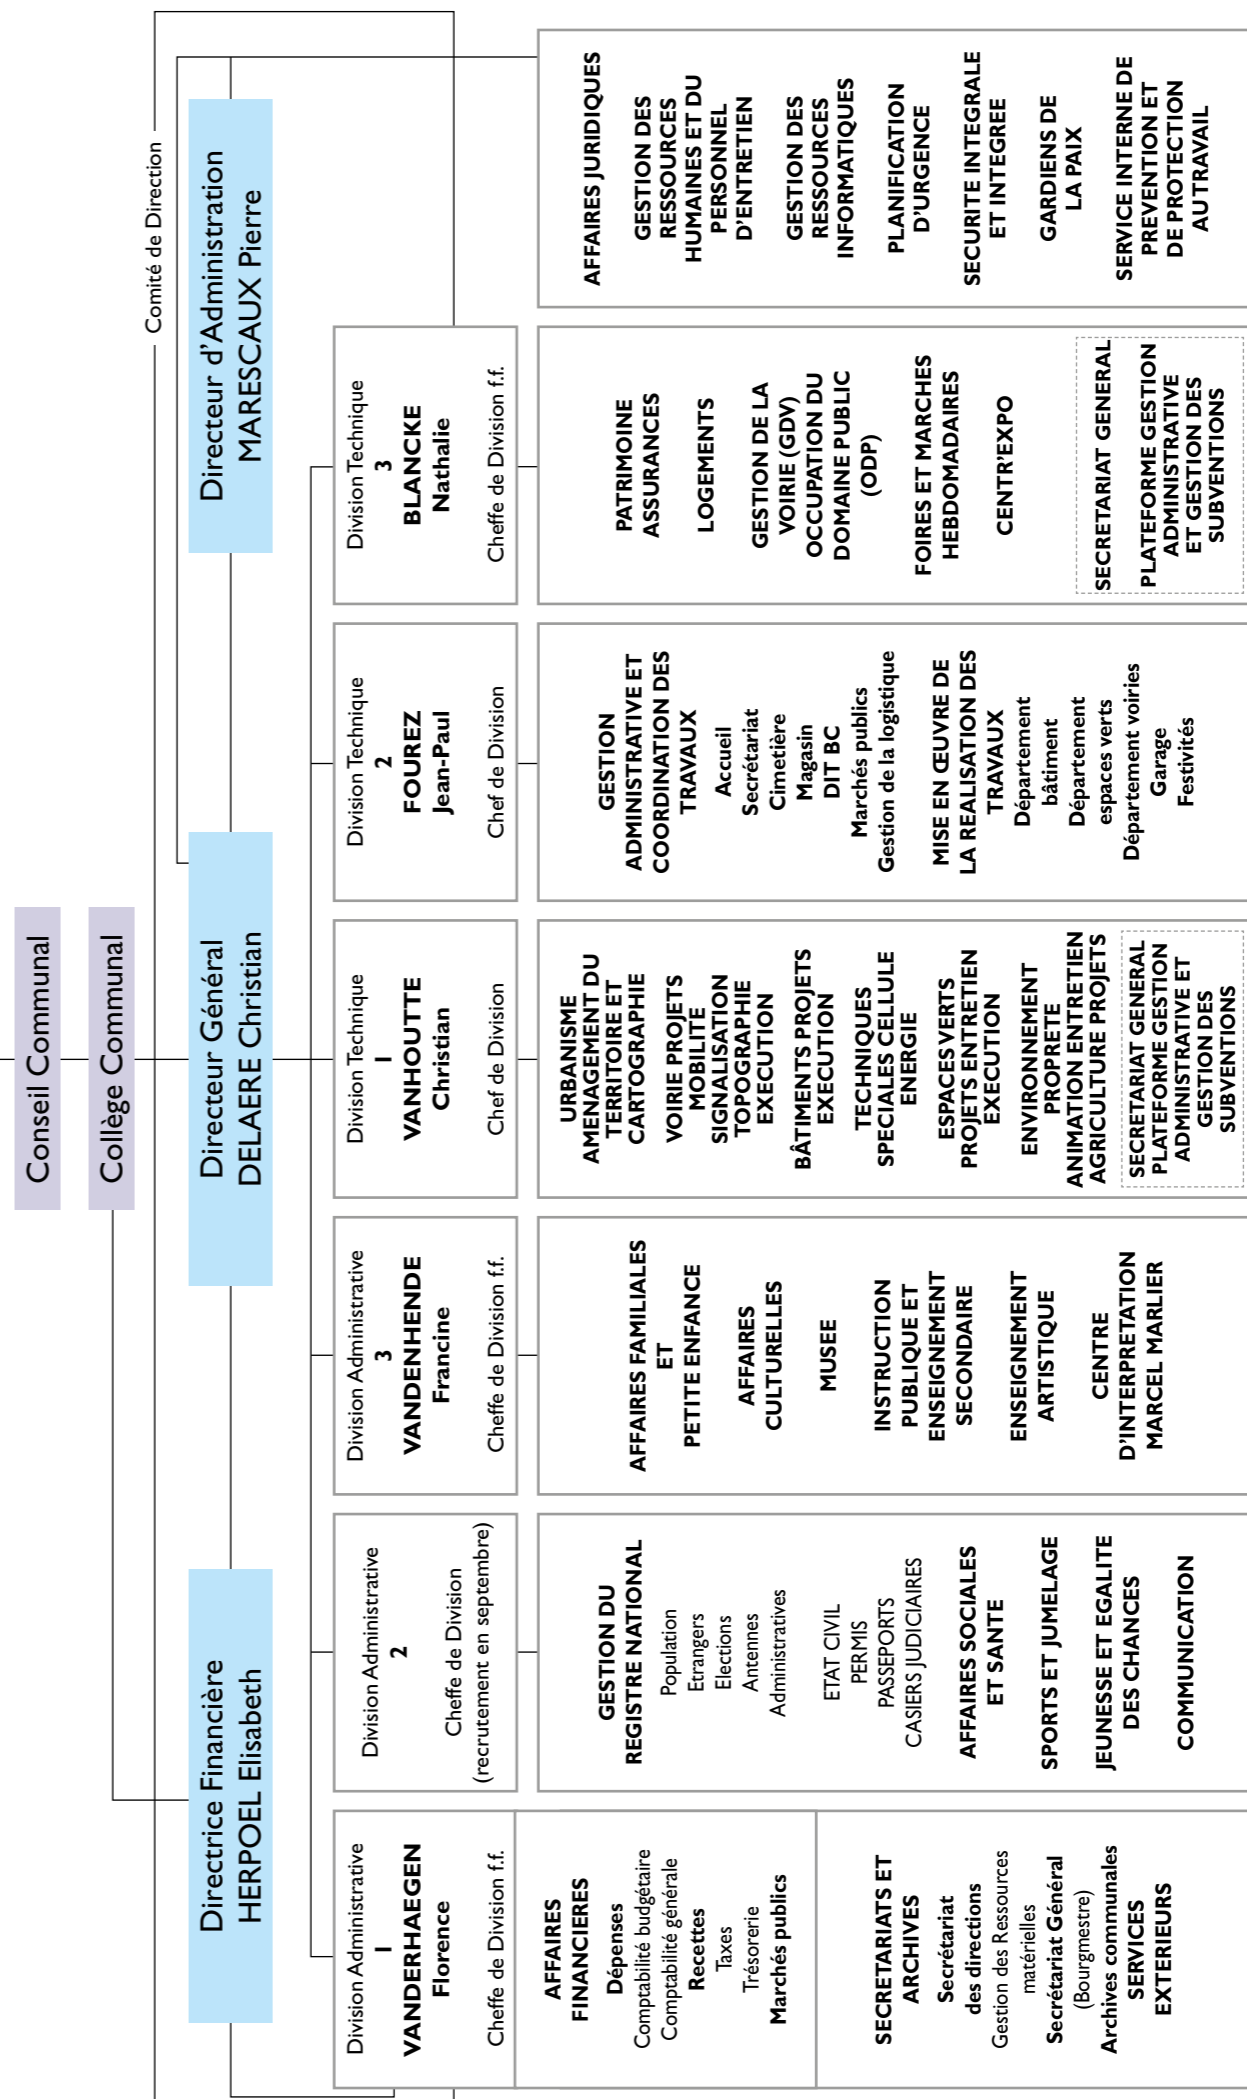 Conseil Communal
Collège Communal
Comité de Direction
Directrice Financière
HERPOEL Elisabeth
Directeur Général
DELAERE Christian
Directeur d'Administration
MARESCAUX Pierre
Division Administrative
1
VANDERHAEGEN
Florence
Cheffe de Division f.f.
AFFAIRES
FINANCIERES
Dépenses
Comptabilité budgétaire
Comptabilité générale
Recettes
Taxes
Trésorerie
Marchés publics
SECRETARIATS ET
ARCHIVES
Secrétariat
des directions
Gestion des Ressources
matérielles
Secrétariat Général
(Bourgmestre)
Archives communales
SERVICES
EXTERIEURS
Division Administrative
2
Cheffe de Division
(recrutement en septembre)
GESTION DU
REGISTRE NATIONAL
Population
Etrangers
Elections
Antennes
Administratives
ETAT CIVIL
PERMIS
PASSEPORTS
CASIERS JUDICIAIRES
AFFAIRES SOCIALES
ET SANTE
SPORTS ET JUMELAGE
JEUNESSE ET EGALITE
DES CHANCES
COMMUNICATION
Division Administrative
3
VANDENHENDE
Francine
Cheffe de Division f.f.
AFFAIRES FAMILIALES
ET
PETITE ENFANCE
AFFAIRES
CULTURELLES
MUSEE
INSTRUCTION
PUBLIQUE ET
ENSEIGNEMENT
SECONDAIRE
ENSEIGNEMENT
ARTISTIQUE
CENTRE
D'INTERPRETATION
MARCEL MARLIER
Division Technique
1
VANHOUTTE
Christian
Chef de Division
URBANISME
AMENAGEMENT DU
TERRITOIRE ET
CARTOGRAPHIE
VOIRIE PROJETS
MOBILITE
SIGNALISATION
TOPOGRAPHIE
EXECUTION
BÂTIMENTS PROJETS
EXECUTION
TECHNIQUES
SPECIALES CELLULE
ENERGIE
ESPACES VERTS
PROJETS ENTRETIEN
EXECUTION
ENVIRONNEMENT
PROPRETE
ANIMATION ENTRETIEN
AGRICULTURE PROJETS
SECRETARIAT GENERAL
PLATEFORME GESTION
ADMINISTRATIVE ET
GESTION DES
SUBVENTIONS
Division Technique
2
FOUREZ
Jean-Paul
Chef de Division
GESTION
ADMINISTRATIVE ET
COORDINATION DES
TRAVAUX
Accueil
Secrétariat
Cimetière
Magasin
DIT BC
Marchés publics
Gestion de la logistique
MISE EN ŒUVRE DE
LA REALISATION DES
TRAVAUX
Département
bâtiment
Département
espaces verts
Département voiries
Garage
Festivités
Division Technique
3
BLANCKE
Nathalie
Cheffe de Division f.f.
PATRIMOINE
ASSURANCES
LOGEMENTS
GESTION DE LA
VOIRIE (GDV)
OCCUPATION DU
DOMAINE PUBLIC
(ODP)
FOIRES ET MARCHES
HEBDOMADAIRES
CENTR'EXPO
SECRETARIAT GENERAL
PLATEFORME GESTION
ADMINISTRATIVE
ET GESTION DES
SUBVENTIONS
AFFAIRES JURIDIQUES
GESTION DES
RESSOURCES
HUMAINES ET DU
PERSONNEL
D'ENTRETIEN
GESTION DES
RESSOURCES
INFORMATIQUES
PLANIFICATION
D'URGENCE
SECURITE INTEGRALE
ET INTEGREE
GARDIENS DE
LA PAIX
SERVICE INTERNE DE
PREVENTION ET
DE PROTECTION
AU TRAVAIL